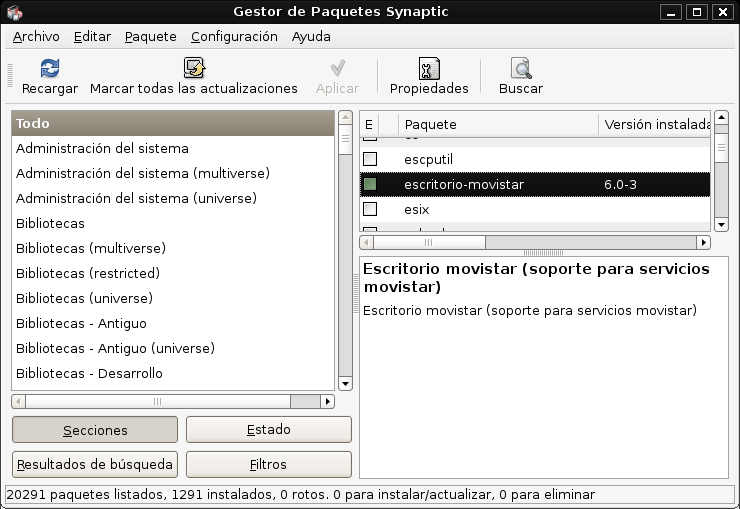 Gestor de Paquetes Synaptic
Archivo Editar Paquete Configuración Ayuda
Recargar Marcar todas las actualizaciones Aplicar Propiedades Buscar
Todo
Administración del sistema
Administración del sistema (multiverse)
Administración del sistema (universe)
Bibliotecas
Bibliotecas (multiverse)
Bibliotecas (restricted)
Bibliotecas (universe)
Bibliotecas - Antiguo
Bibliotecas - Antiguo (universe)
Bibliotecas - Desarrollo
Secciones Estado
Resultados de búsqueda Filtros
E Paquete Versión instalada
escputil
escritorio-movistar 6.0-3
esix
Escritorio movistar (soporte para servicios
movistar)
Escritorio movistar (soporte para servicios movistar)
20291 paquetes listados, 1291 instalados, 0 rotos. 0 para instalar/actualizar, 0 para eliminar